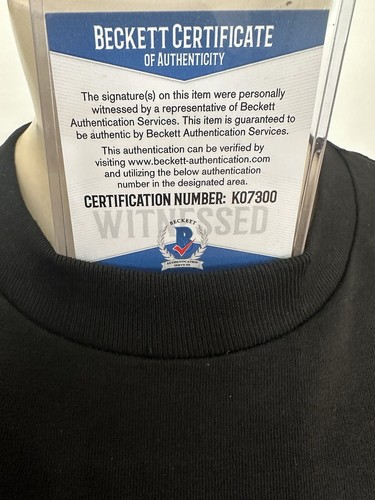 BECKETT CERTIFICATE
OF AUTHENTICITY
The signature(s) on this item were personally
witnessed by a representative of Beckett
Authentication Services. This item is guaranteed to
be authentic by Beckett Authentication Services.
This authentication can be verified by
visiting www.beckett-authentication.com
and utilizing the below authentication
number in the designated area.
CERTIFICATION NUMBER: K07300
WITNESSED
BECKETT
B
AUTHENTICATION
SERVICES